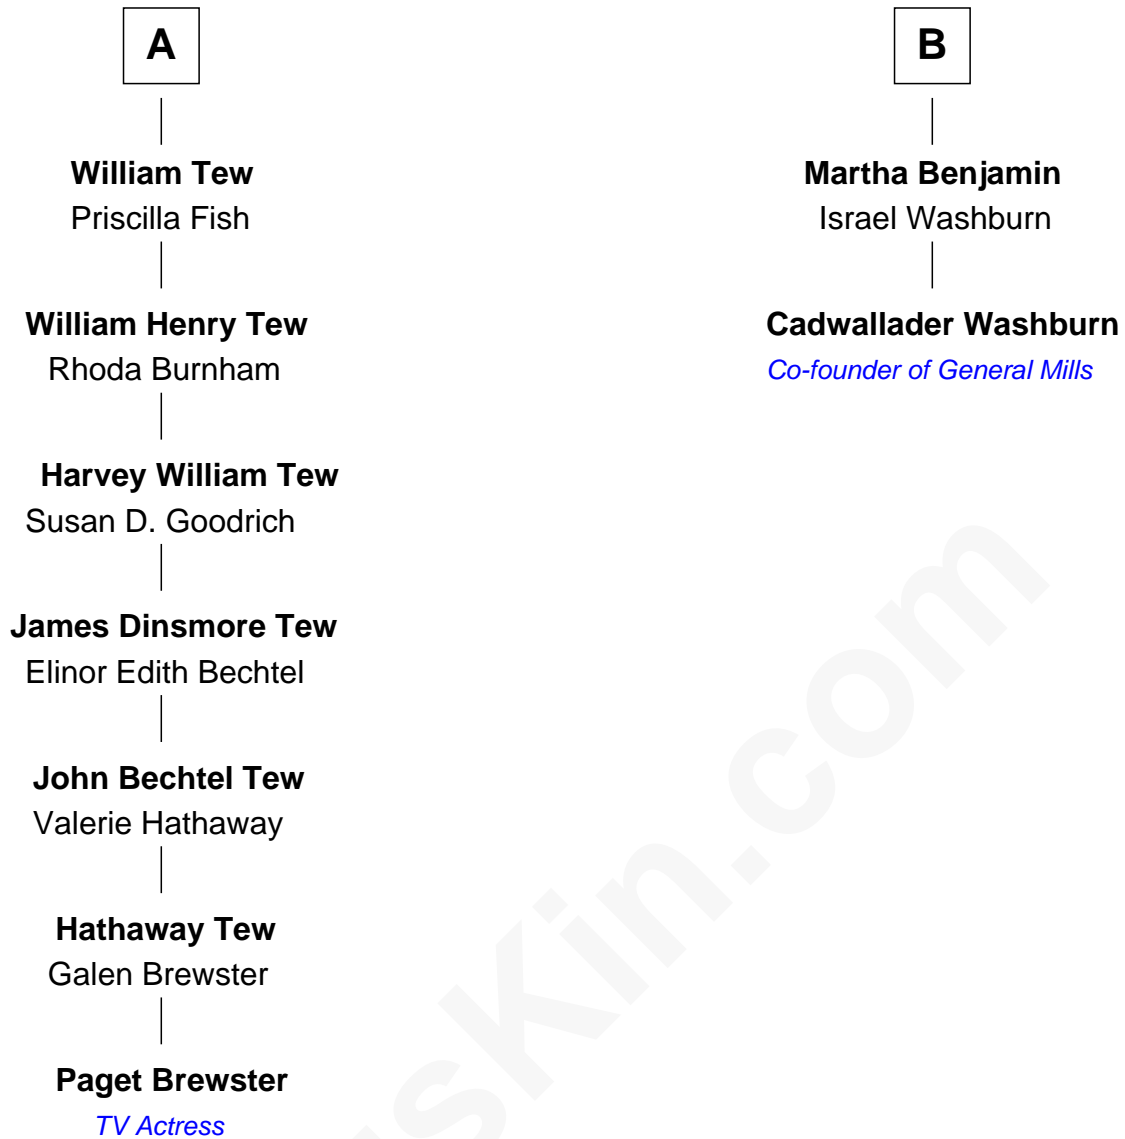 A
William Tew
Priscilla Fish
William Henry Tew
Rhoda Burnham
Harvey William Tew
Susan D. Goodrich
James Dinsmore Tew
Elinor Edith Bechtel
John Bechtel Tew
Valerie Hathaway
Hathaway Tew
Galen Brewster
Paget Brewster
TV Actress
B
Martha Benjamin
Israel Washburn
Cadwallader Washburn
Co-founder of General Mills
usKin.com